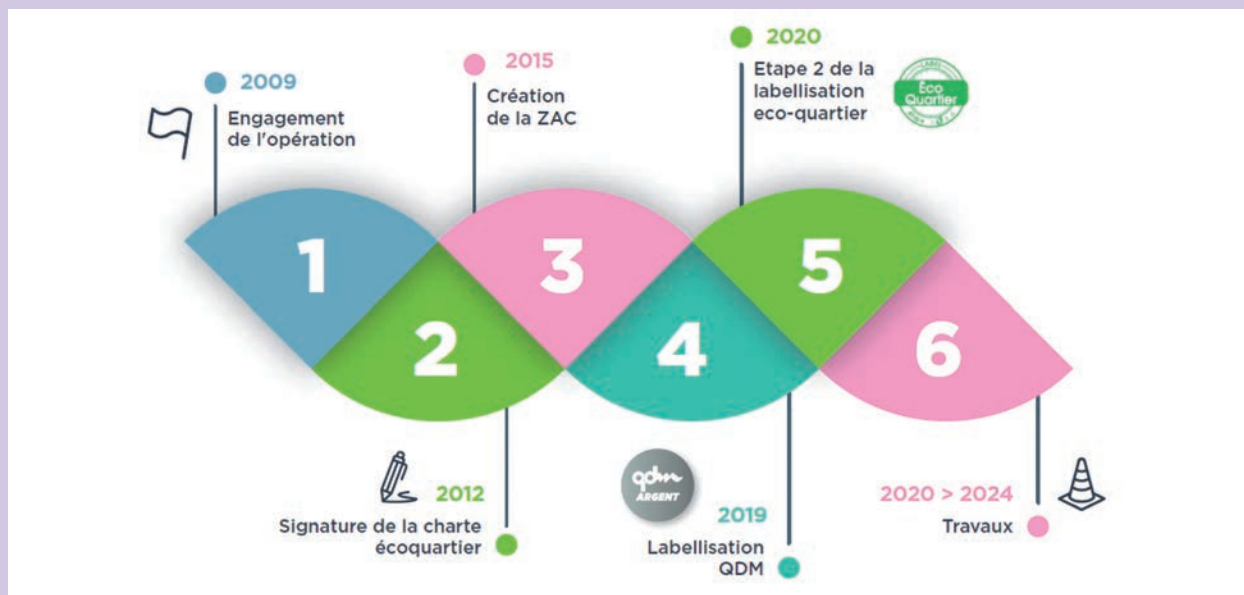 1
2009
Engagement
de l'opération
2
2012
Signature de la charte
écoquartier
3
2015
Création
de la ZAC
4
qdm
ARGENT
2019
Labellisation
QDM
5
2020
Etape 2 de la
labellisation
eco-quartier
LABEL
Éco
Quartier
6
2020 > 2024
Travaux